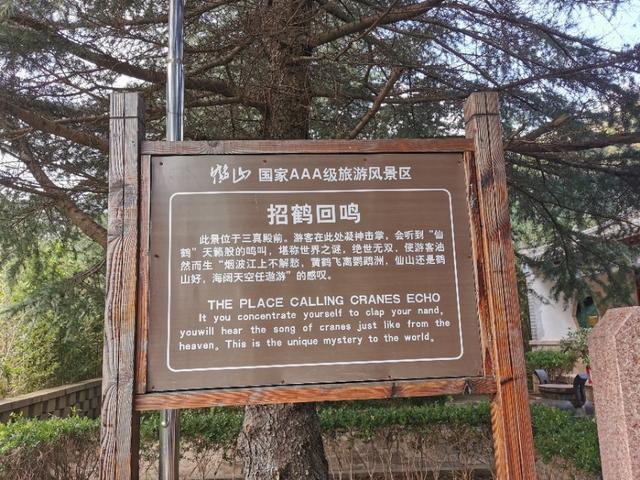 鹤山 国家AAA级旅游风景区
招鹤回鸣
此景位于三真殿前。游客在此处凝神击掌，会听到“仙
鹤”天籁般的鸣叫，堪称世界之谜，绝世无双，使游客油
然而生“烟波江上不解愁，黄鹤飞离鹦鹉洲，仙山还是鹤
山好，海阔天空任遨游”的感叹。
THE PLACE CALLING CRANES ECHO
It you concentrate yourself to clap your nand,
youwill hear the song of cranes just like from the
heaven. This is the unique mystery to the world.